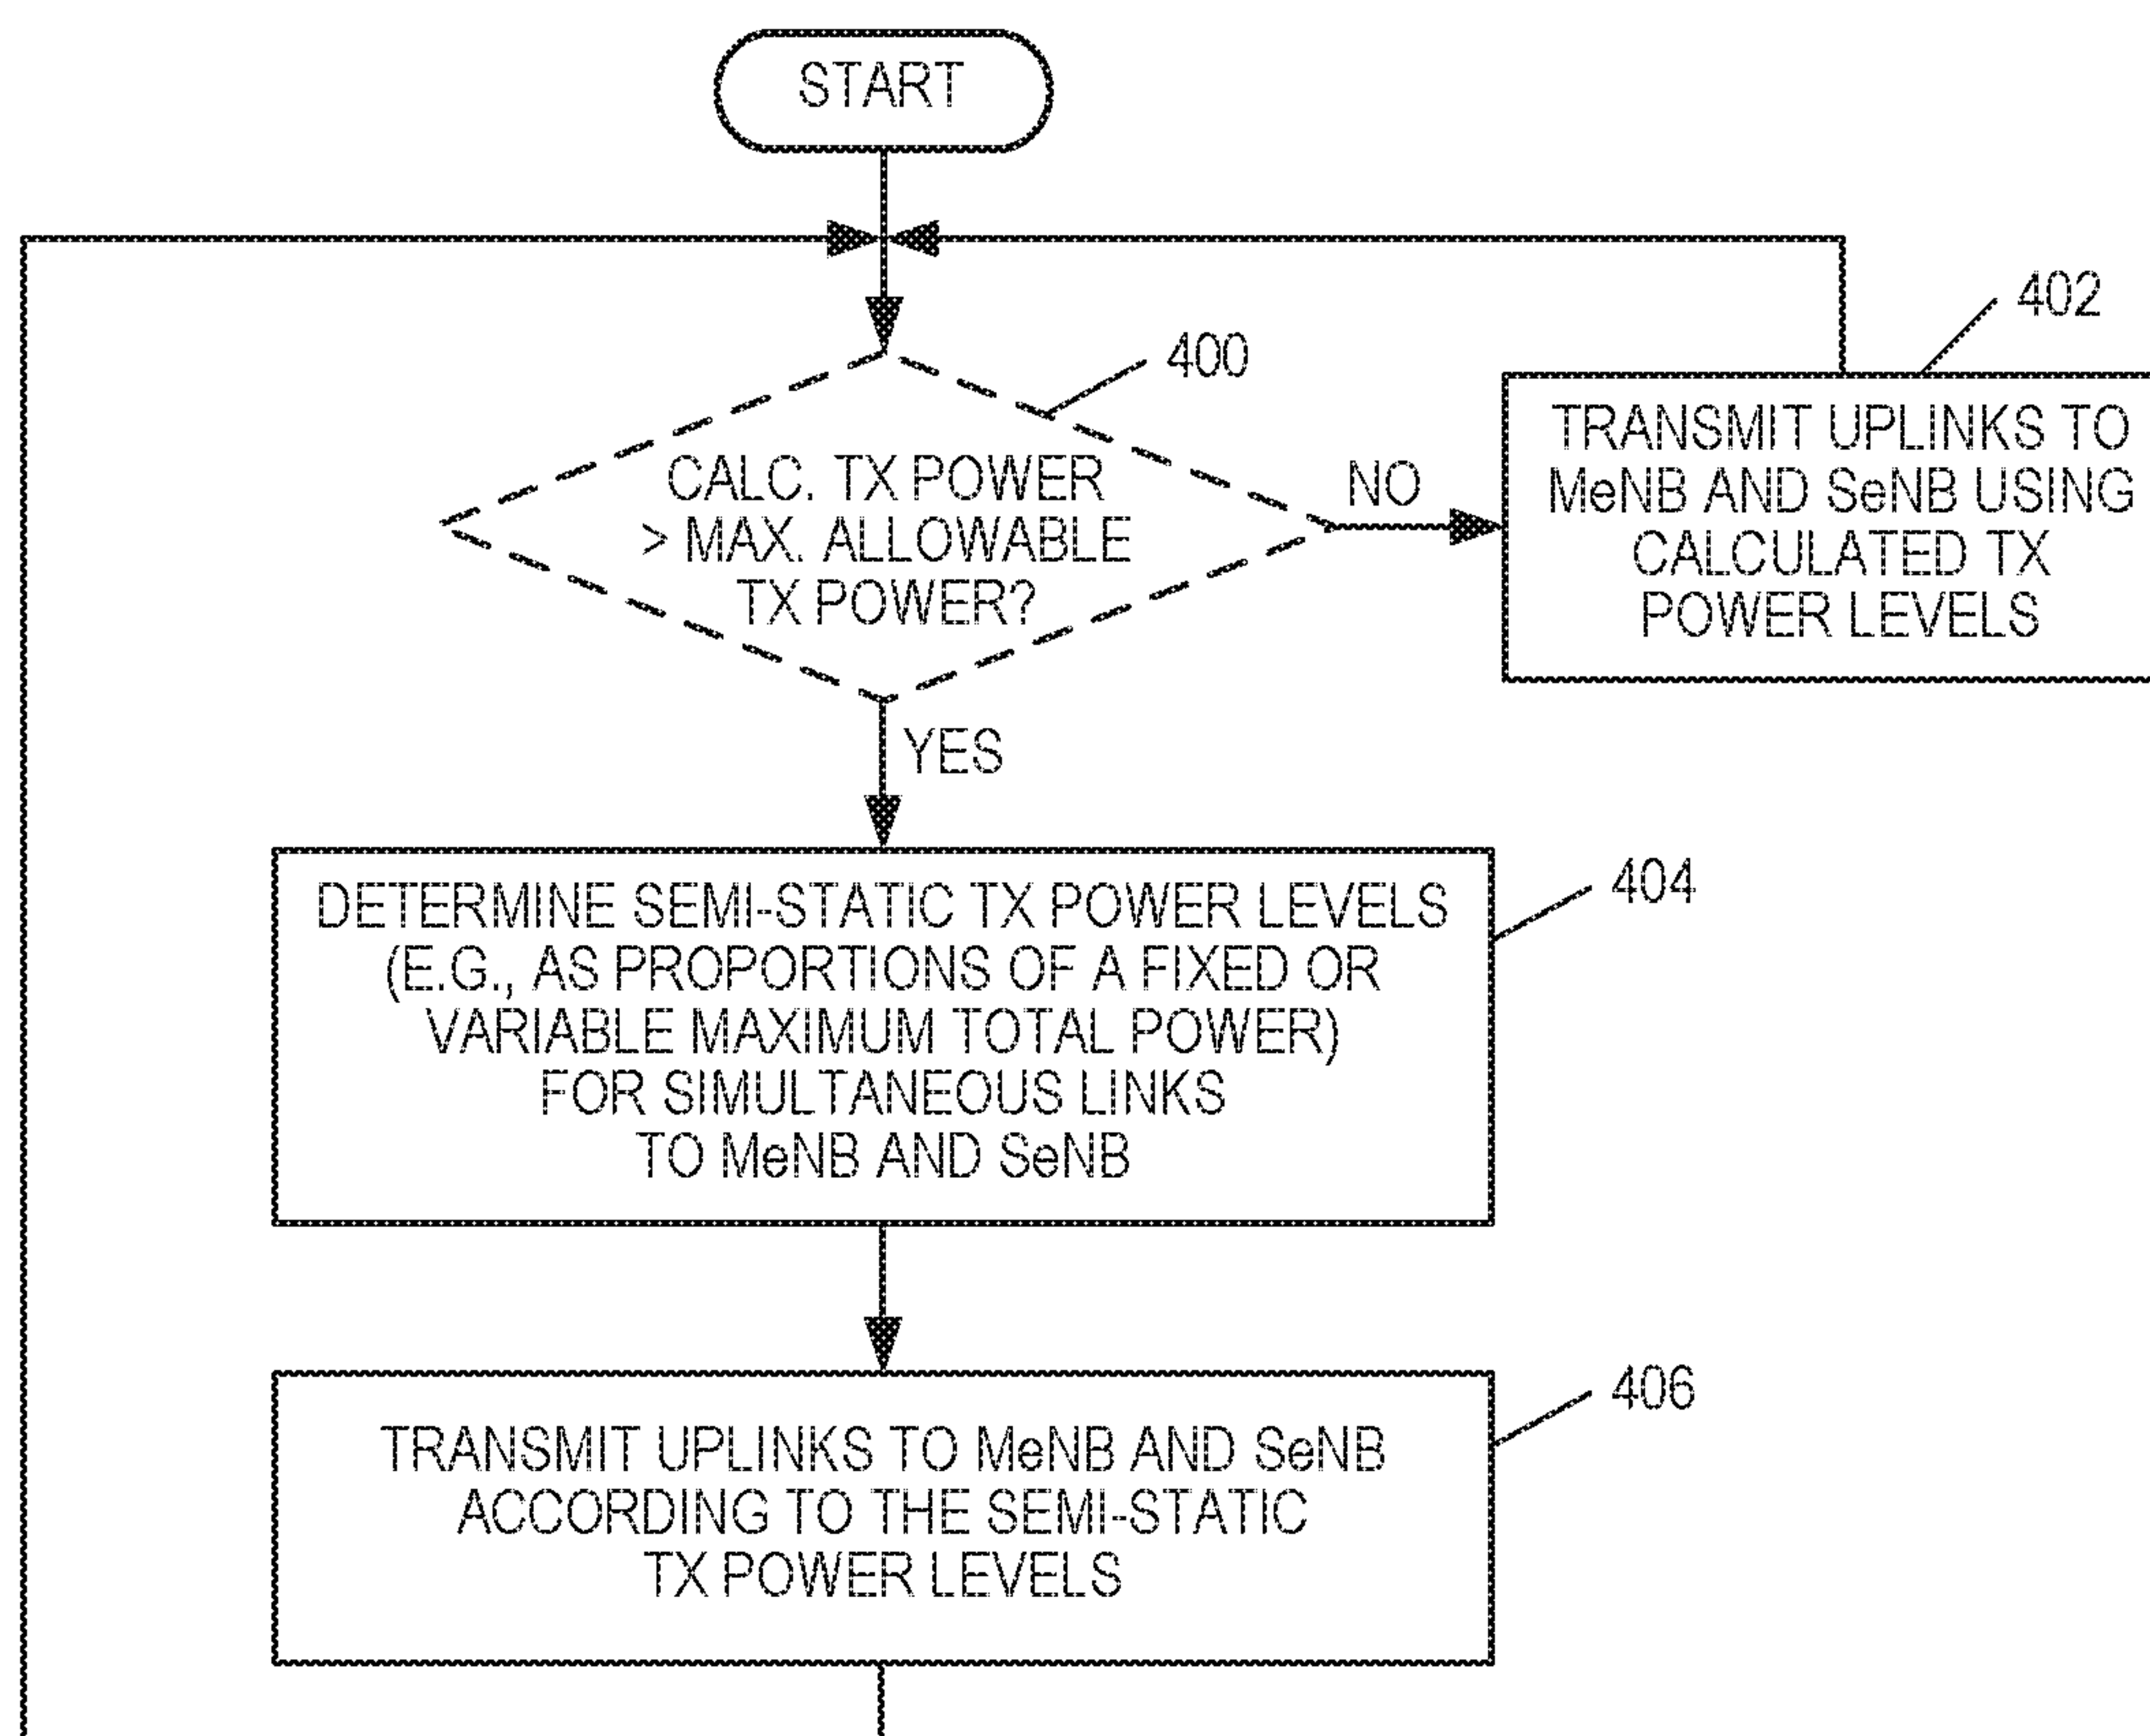 START
400
402
CALC. TX POWER
> MAX. ALLOWABLE
TX POWER?
NO
TRANSMIT UPLINKS TO
MeNB AND SeNB USING
CALCULATED TX
POWER LEVELS
YES
404
DETERMINE SEMI-STATIC TX POWER LEVELS
(E.G., AS PROPORTIONS OF A FIXED OR
VARIABLE MAXIMUM TOTAL POWER)
FOR SIMULTANEOUS LINKS
TO MeNB AND SeNB
406
TRANSMIT UPLINKS TO MeNB AND SeNB
ACCORDING TO THE SEMI-STATIC
TX POWER LEVELS